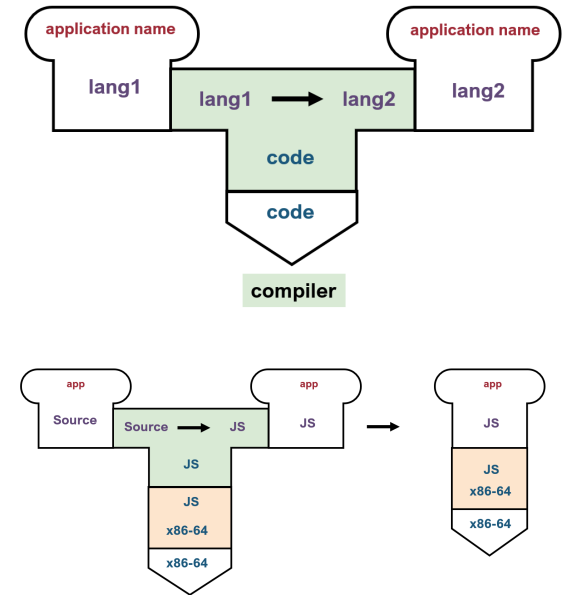 application name
application name
lang1
lang1
lang2
lang2
code
code
compiler
app
app
app
Source
Source
JS
JS
JS
JS
JS
x86-64
x86-64
JS
x86-64
x86-64